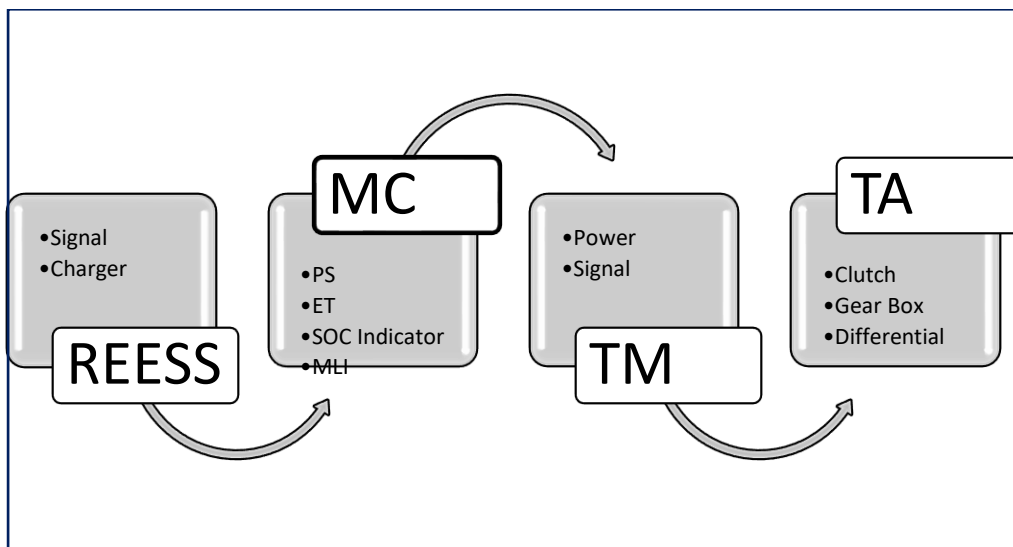 •Signal
•Charger
REESS
MC
•PS
•ET
•SOC Indicator
•MLI
•Power
•Signal
TM
TA
•Clutch
•Gear Box
•Differential